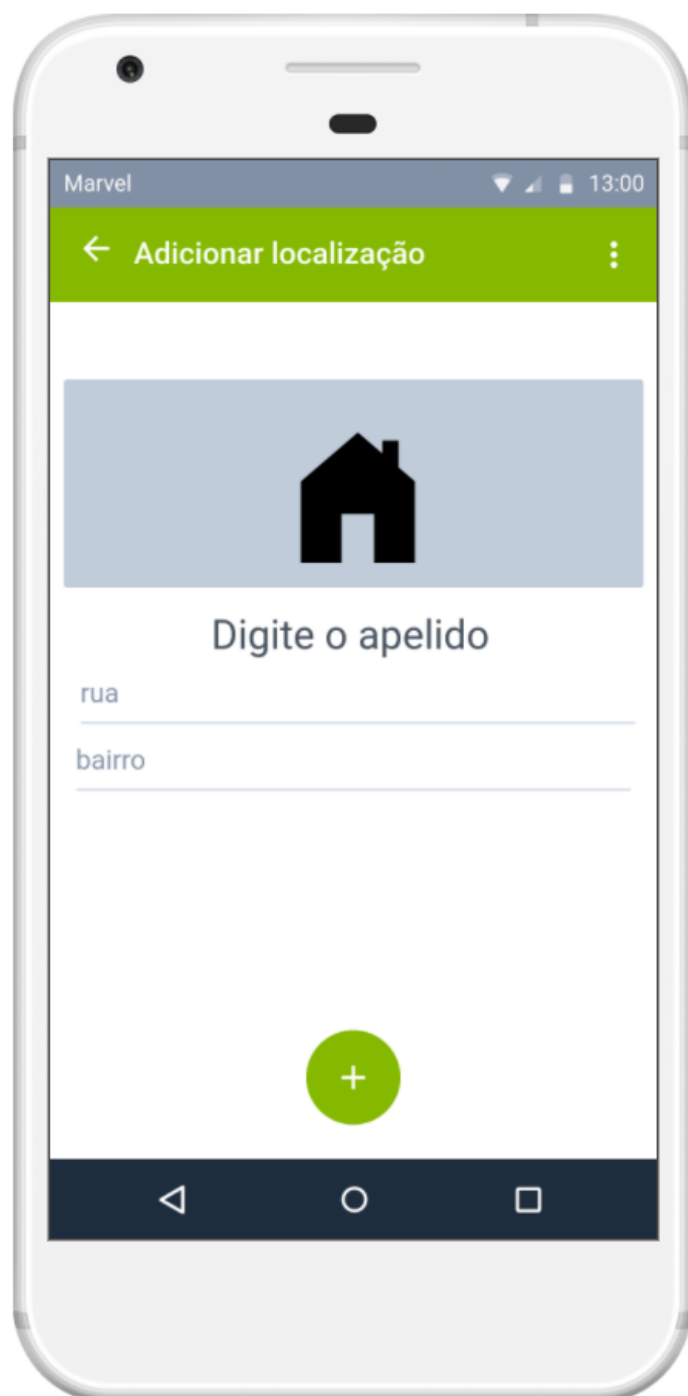 Marvel 13:00
Adicionar localização
Digite o apelido
rua
bairro